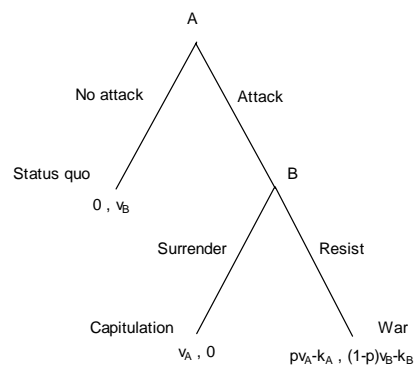 A
No attack
Attack
Status quo
0 , vB
B
Surrender
Resist
Capitulation
vA , 0
War
pvA-kA , (1-p)vB-kB